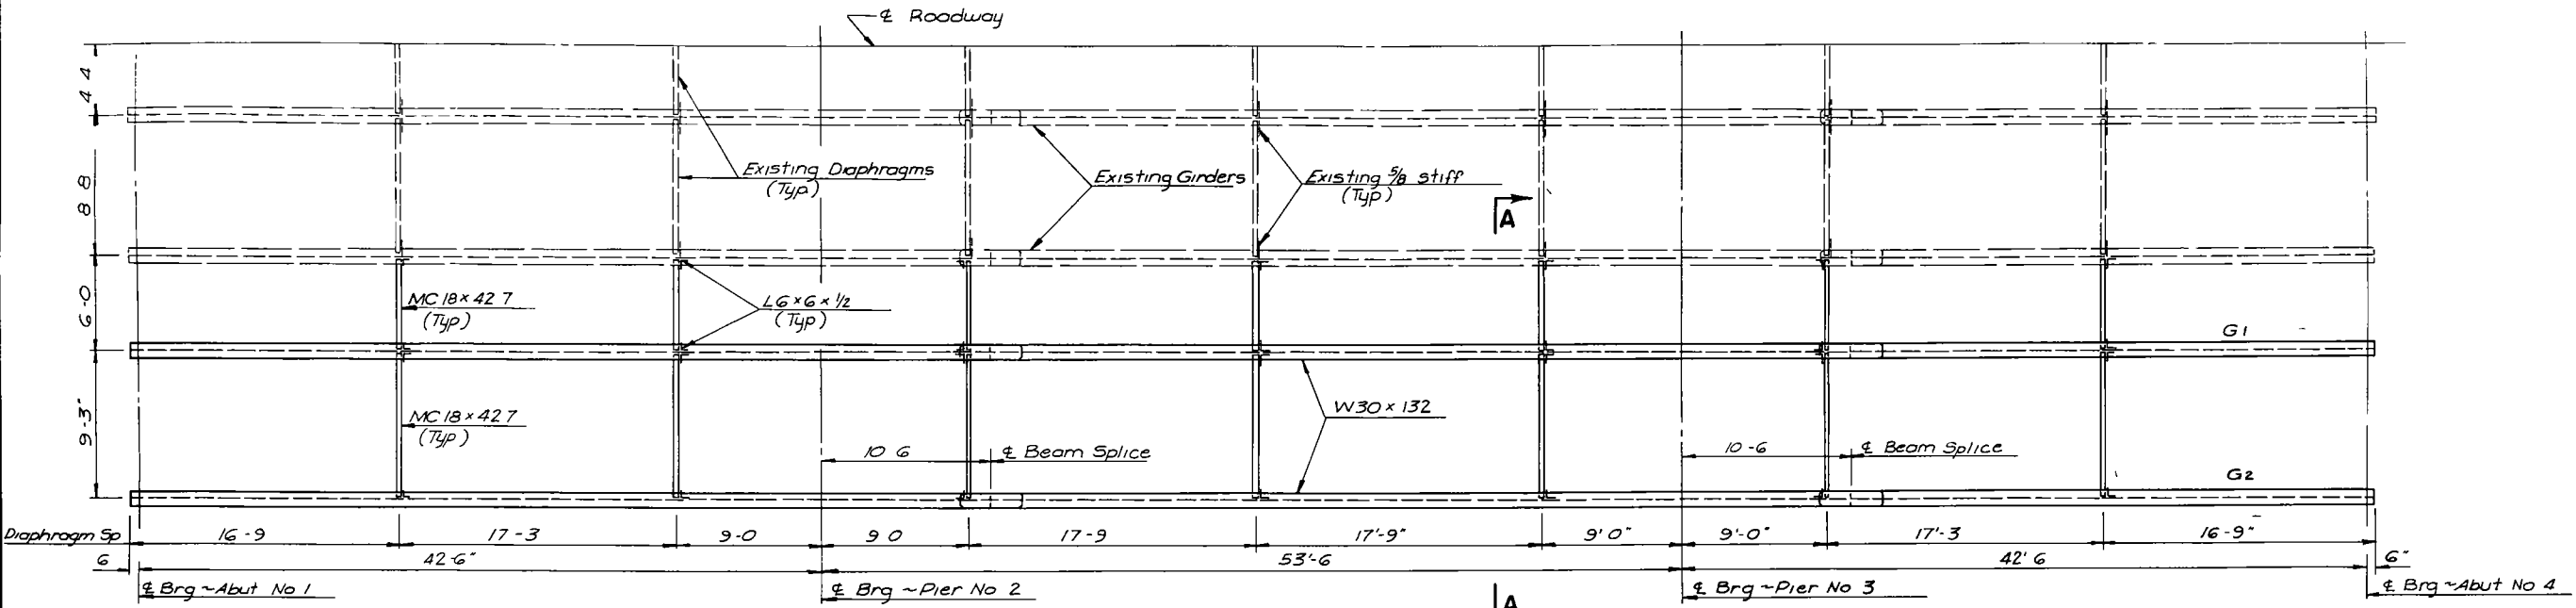 ℄ Roadway
4 4
Existing Diaphragms
(Typ.)
Existing Girders
Existing 5/8 stiff
(Typ)
A
8 8
MC 18 × 42 7
(Typ)
L6 × 6 × 1/2
(Typ)
6-0
G1
MC 18 × 42 7
(Typ)
W30 × 132
9-3"
10 6
℄ Beam Splice
10-6
℄ Beam Splice
G2
Diaphragm Sp
16-9
17-3
9-0
9 0
17-9
17'-9"
9' 0"
9'-0"
17'-3
16-9"
6
42-6"
53'-6
42' 6
6"
℄ Brg ~ Abut No 1
℄ Brg ~ Pier No 2
A
℄ Brg ~ Pier No 3
℄ Brg ~ Abut No 4